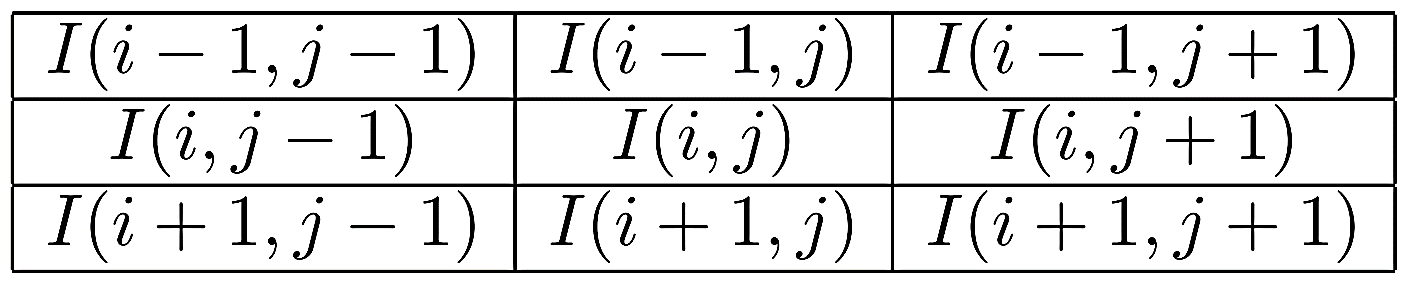 I(i − 1, j − 1) I(i − 1, j) I(i − 1, j + 1)
I(i, j − 1) I(i, j) I(i, j + 1)
I(i + 1, j − 1) I(i + 1, j) I(i + 1, j + 1)